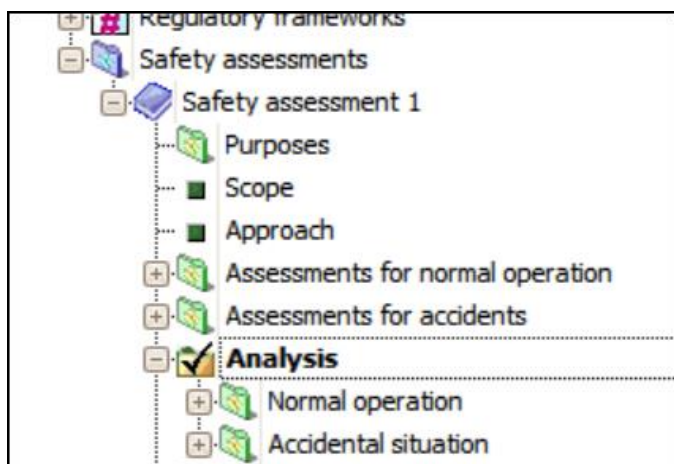 Regulatory frameworks
Safety assessments
Safety assessment 1
Purposes
Scope
Approach
Assessments for normal operation
Assessments for accidents
Analysis
Normal operation
Accidental situation